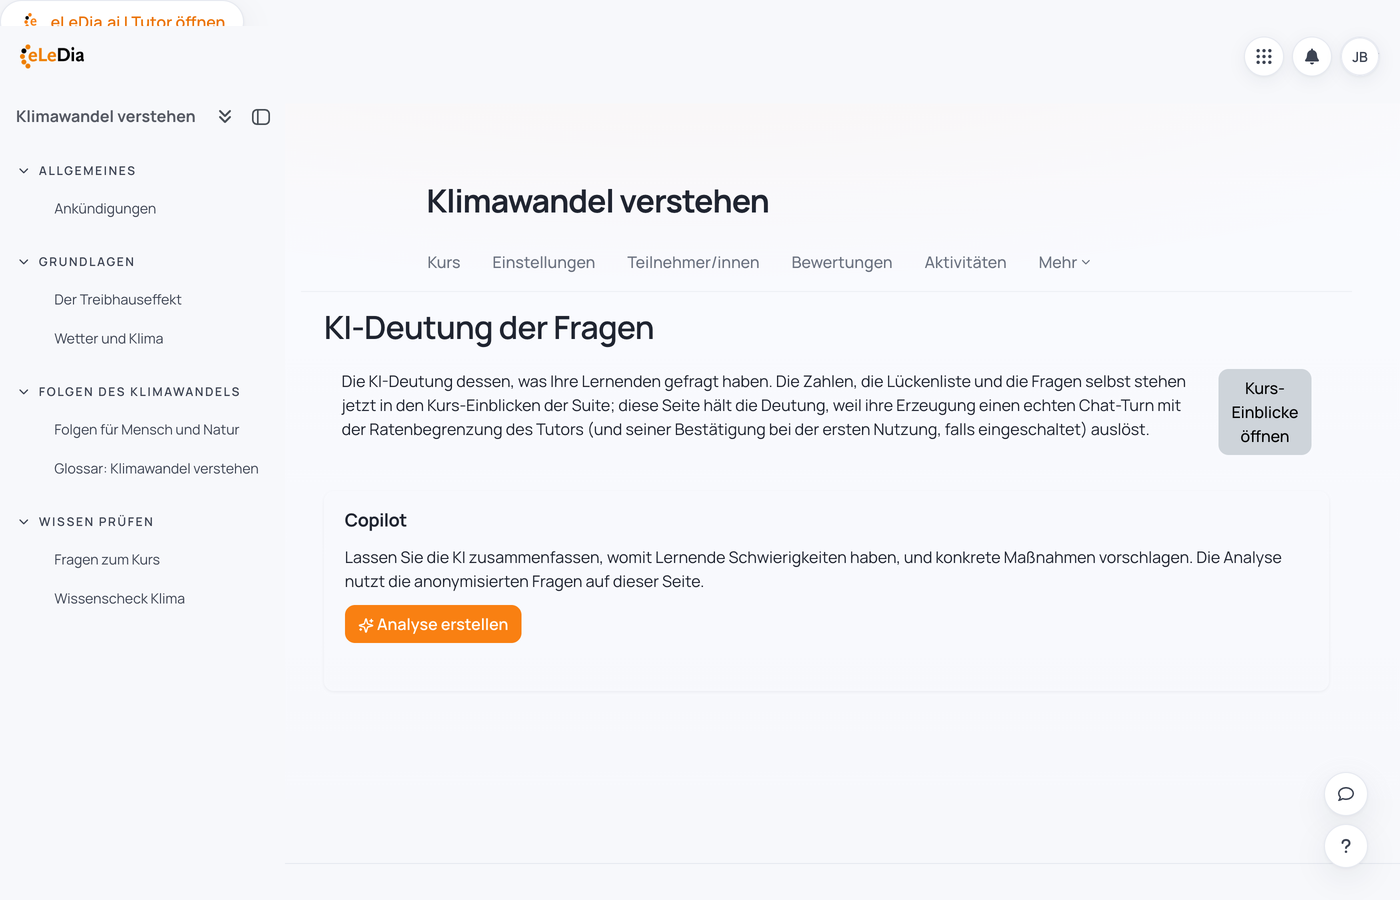 eLeDia.ai | Tutor öffnen
eLeDia
JB
Klimawandel verstehen
ALLGEMEINES
Ankündigungen
GRUNDLAGEN
Der Treibhauseffekt
Wetter und Klima
FOLGEN DES KLIMAWANDELS
Folgen für Mensch und Natur
Glossar: Klimawandel verstehen
WISSEN PRÜFEN
Fragen zum Kurs
Wissenscheck Klima
Klimawandel verstehen
Kurs Einstellungen Teilnehmer/innen Bewertungen Aktivitäten Mehr
KI-Deutung der Fragen
Die KI-Deutung dessen, was Ihre Lernenden gefragt haben. Die Zahlen, die Lückenliste und die Fragen selbst stehen
jetzt in den Kurs-Einblicken der Suite; diese Seite hält die Deutung, weil ihre Erzeugung einen echten Chat-Turn mit
der Ratenbegrenzung des Tutors (und seiner Bestätigung bei der ersten Nutzung, falls eingeschaltet) auslöst.
Kurs-
Einblicke
öffnen
Copilot
Lassen Sie die KI zusammenfassen, womit Lernende Schwierigkeiten haben, und konkrete Maßnahmen vorschlagen. Die Analyse
nutzt die anonymisierten Fragen auf dieser Seite.
Analyse erstellen
?